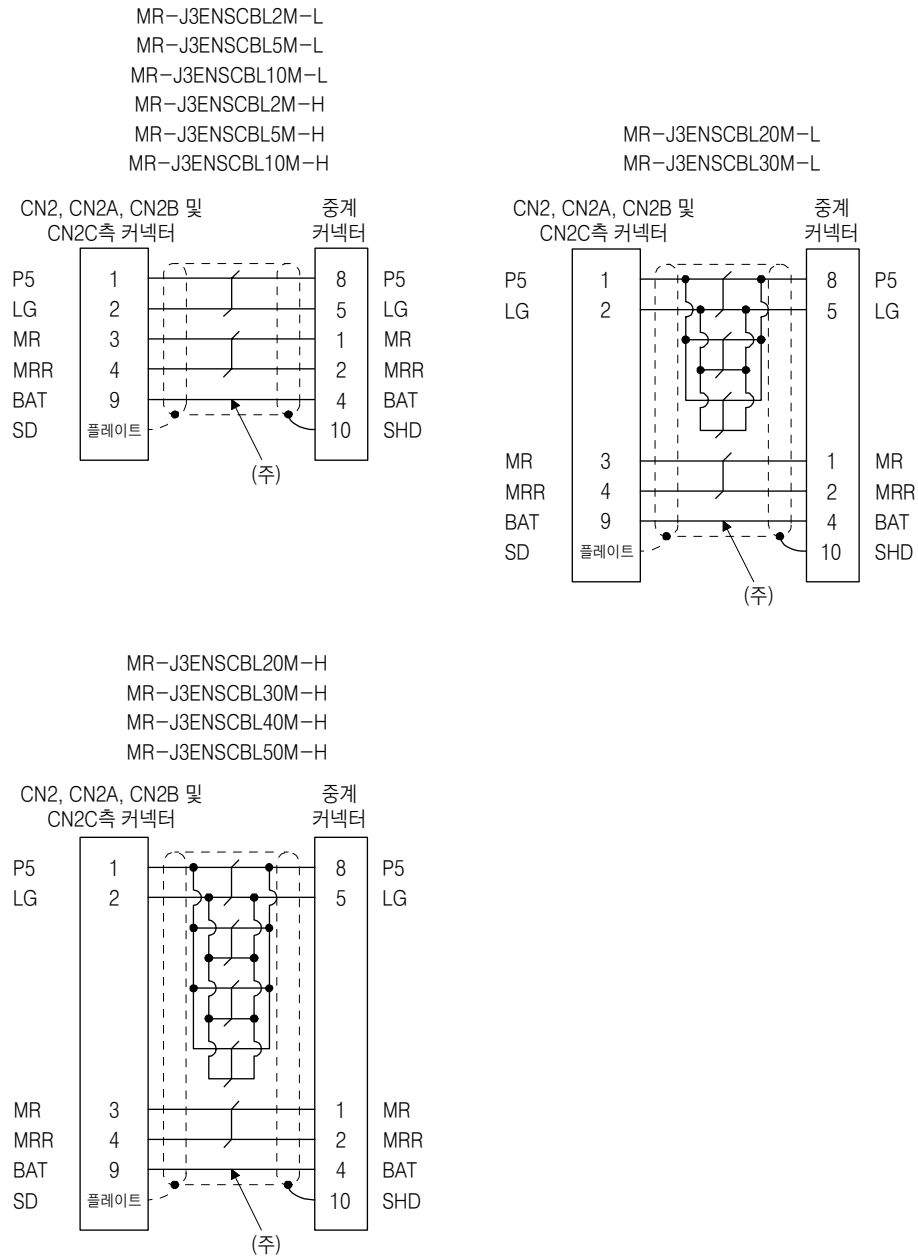 MR-J3ENSCBL2M-L
MR-J3ENSCBL5M-L
MR-J3ENSCBL10M-L
MR-J3ENSCBL2M-H
MR-J3ENSCBL5M-H
MR-J3ENSCBL10M-H
CN2, CN2A, CN2B 및
CN2C측 커넥터
중계
커넥터
P5 1 8 P5
LG 2 5 LG
MR 3 1 MR
MRR 4 2 MRR
BAT 9 4 BAT
SD 플레이트 10 SHD
(주)
MR-J3ENSCBL20M-L
MR-J3ENSCBL30M-L
CN2, CN2A, CN2B 및
CN2C측 커넥터
중계
커넥터
P5 1 8 P5
LG 2 5 LG
MR 3 1 MR
MRR 4 2 MRR
BAT 9 4 BAT
SD 플레이트 10 SHD
(주)
MR-J3ENSCBL20M-H
MR-J3ENSCBL30M-H
MR-J3ENSCBL40M-H
MR-J3ENSCBL50M-H
CN2, CN2A, CN2B 및
CN2C측 커넥터
중계
커넥터
P5 1 8 P5
LG 2 5 LG
MR 3 1 MR
MRR 4 2 MRR
BAT 9 4 BAT
SD 플레이트 10 SHD
(주)